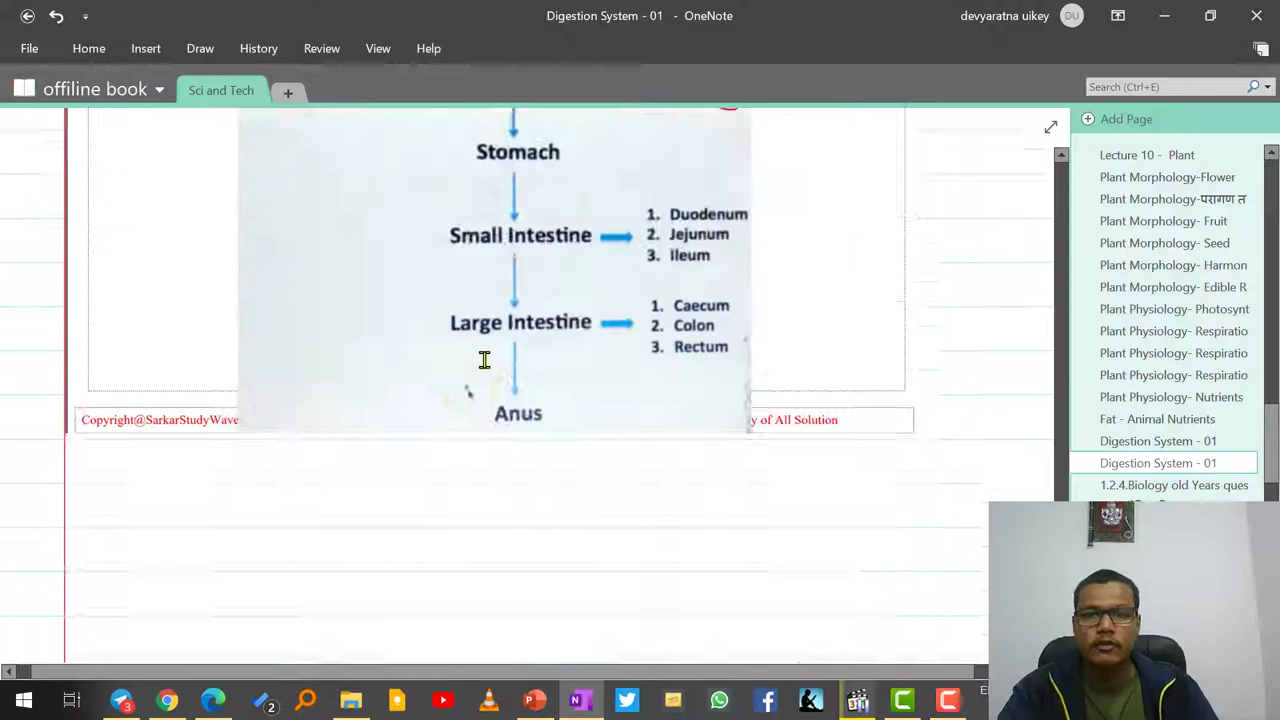 Digestion System - 01 - OneNote
devyaratna uikey
DU
File
Home
Insert
Draw
History
Review
View
Help
offiline book
Sci and Tech
Search (Ctrl+E)
Add Page
Lecture 10 - Plant
Plant Morphology-Flower
Plant Morphology-परागण त
Plant Morphology- Fruit
Plant Morphology- Seed
Plant Morphology- Harmon
Plant Morphology- Edible R
Plant Physiology- Photosynt
Plant Physiology- Respiratio
Plant Physiology- Respiratio
Plant Physiology- Respiratio
Plant Physiology- Nutrients
Fat - Animal Nutrients
Digestion System - 01
Digestion System - 01
1.2.4.Biology old Years ques
Stomach
Small Intestine
1. Duodenum
2. Jejunum
3. Ileum
Large Intestine
1. Caecum
2. Colon
3. Rectum
Anus
Copyright@SarkarStudyWave
y of All Solution
3
2